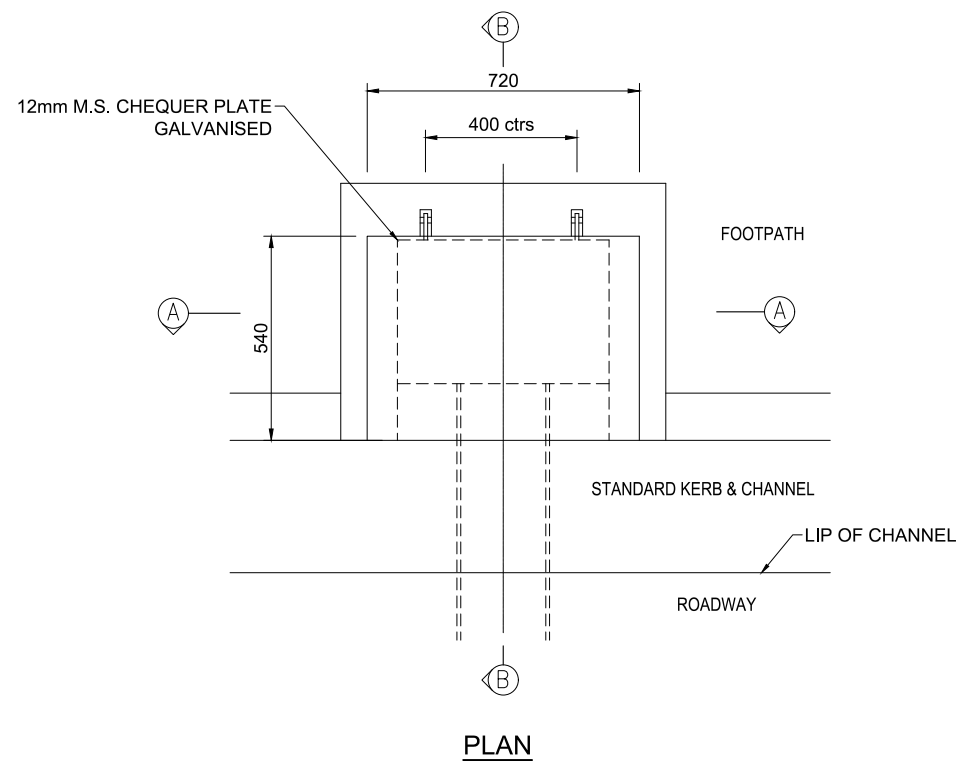 B
720
12mm M.S. CHEQUER PLATE
GALVANISED
400 ctrs
FOOTPATH
A
A
540
STANDARD KERB & CHANNEL
LIP OF CHANNEL
ROADWAY
B
PLAN